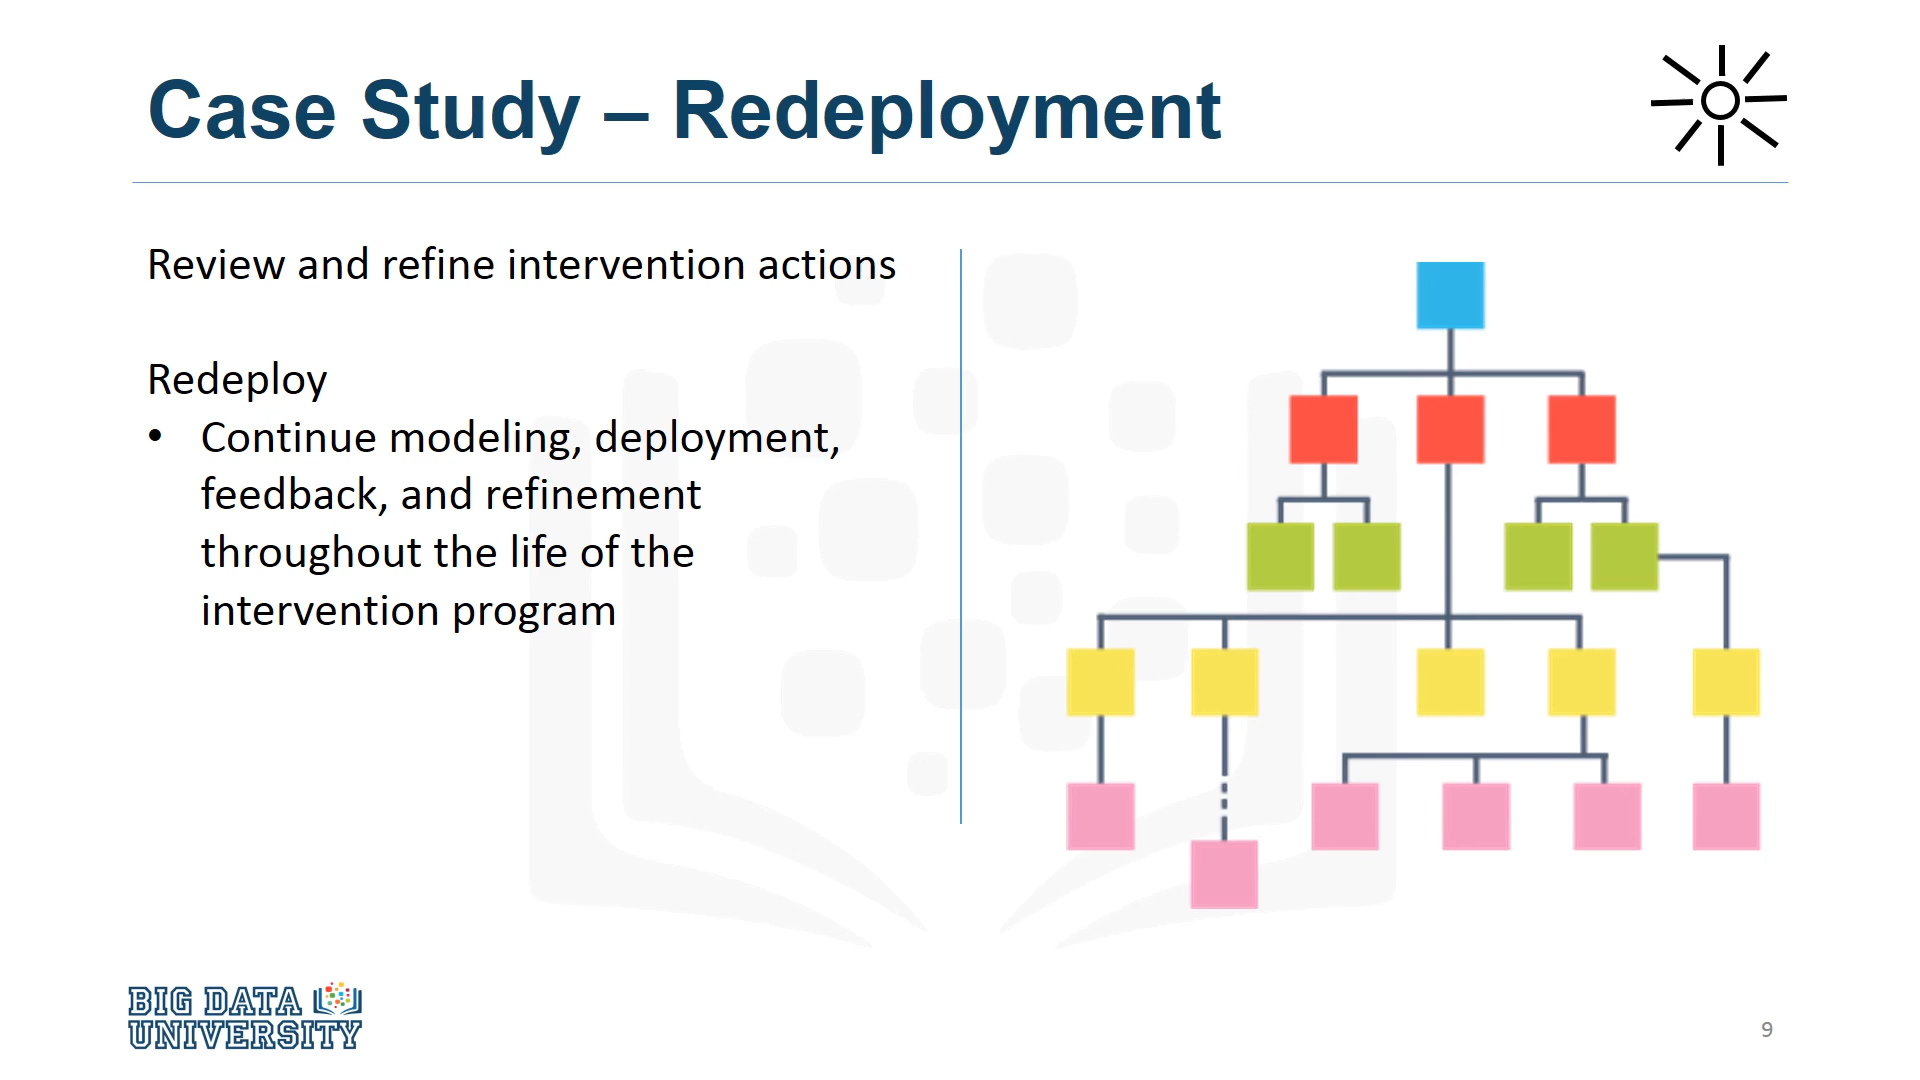 Case Study – Redeployment
Review and refine intervention actions
Redeploy
• Continue modeling, deployment,
feedback, and refinement
throughout the life of the
intervention program
BIG DATA
UNIVERSITY
9